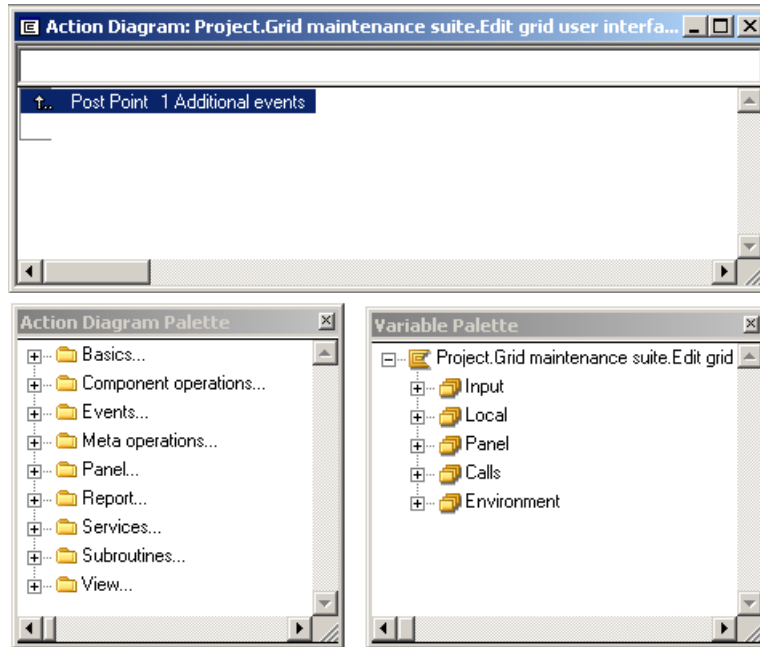 Action Diagram: Project.Grid maintenance suite.Edit grid user interfa...
Post Point 1 Additional events
Action Diagram Palette
Basics...
Component operations...
Events...
Meta operations...
Panel...
Report...
Services...
Subroutines...
View...
Variable Palette
Project.Grid maintenance suite.Edit grid
Input
Local
Panel
Calls
Environment